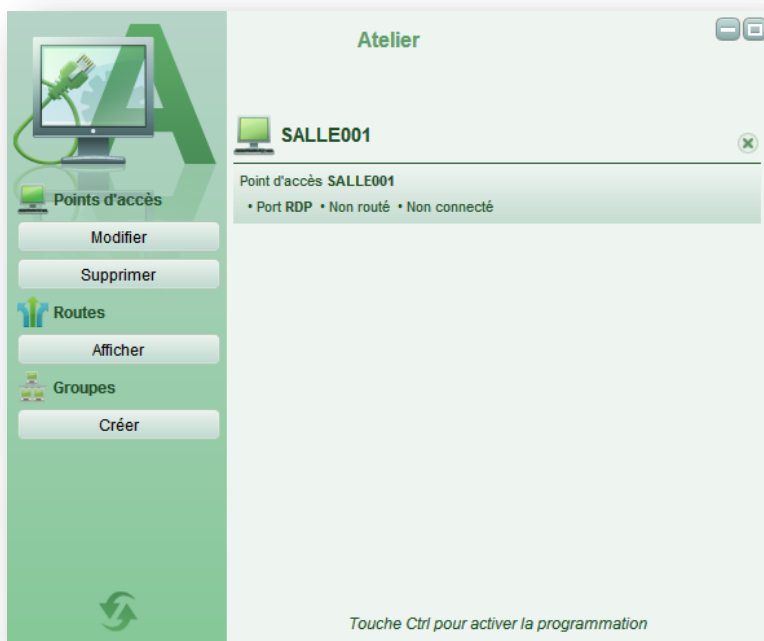 Atelier
SALLE001
Point d'accès SALLE001
• Port RDP • Non routé • Non connecté
Points d'accès
Modifier
Supprimer
Routes
Afficher
Groupes
Créer
Touche Ctrl pour activer la programmation